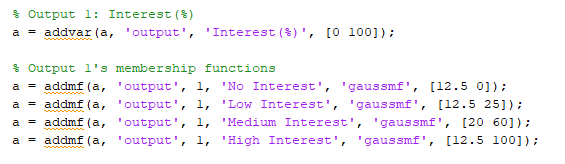 % Output 1: Interest(%)
a = addvar(a, 'output', 'Interest(%)', [0 100]);
% Output 1's membership functions
a = addmf(a, 'output', 1, 'No Interest', 'gaussmf', [12.5 0]);
a = addmf(a, 'output', 1, 'Low Interest', 'gaussmf', [12.5 25]);
a = addmf(a, 'output', 1, 'Medium Interest', 'gaussmf', [20 60]);
a = addmf(a, 'output', 1, 'High Interest', 'gaussmf', [12.5 100]);